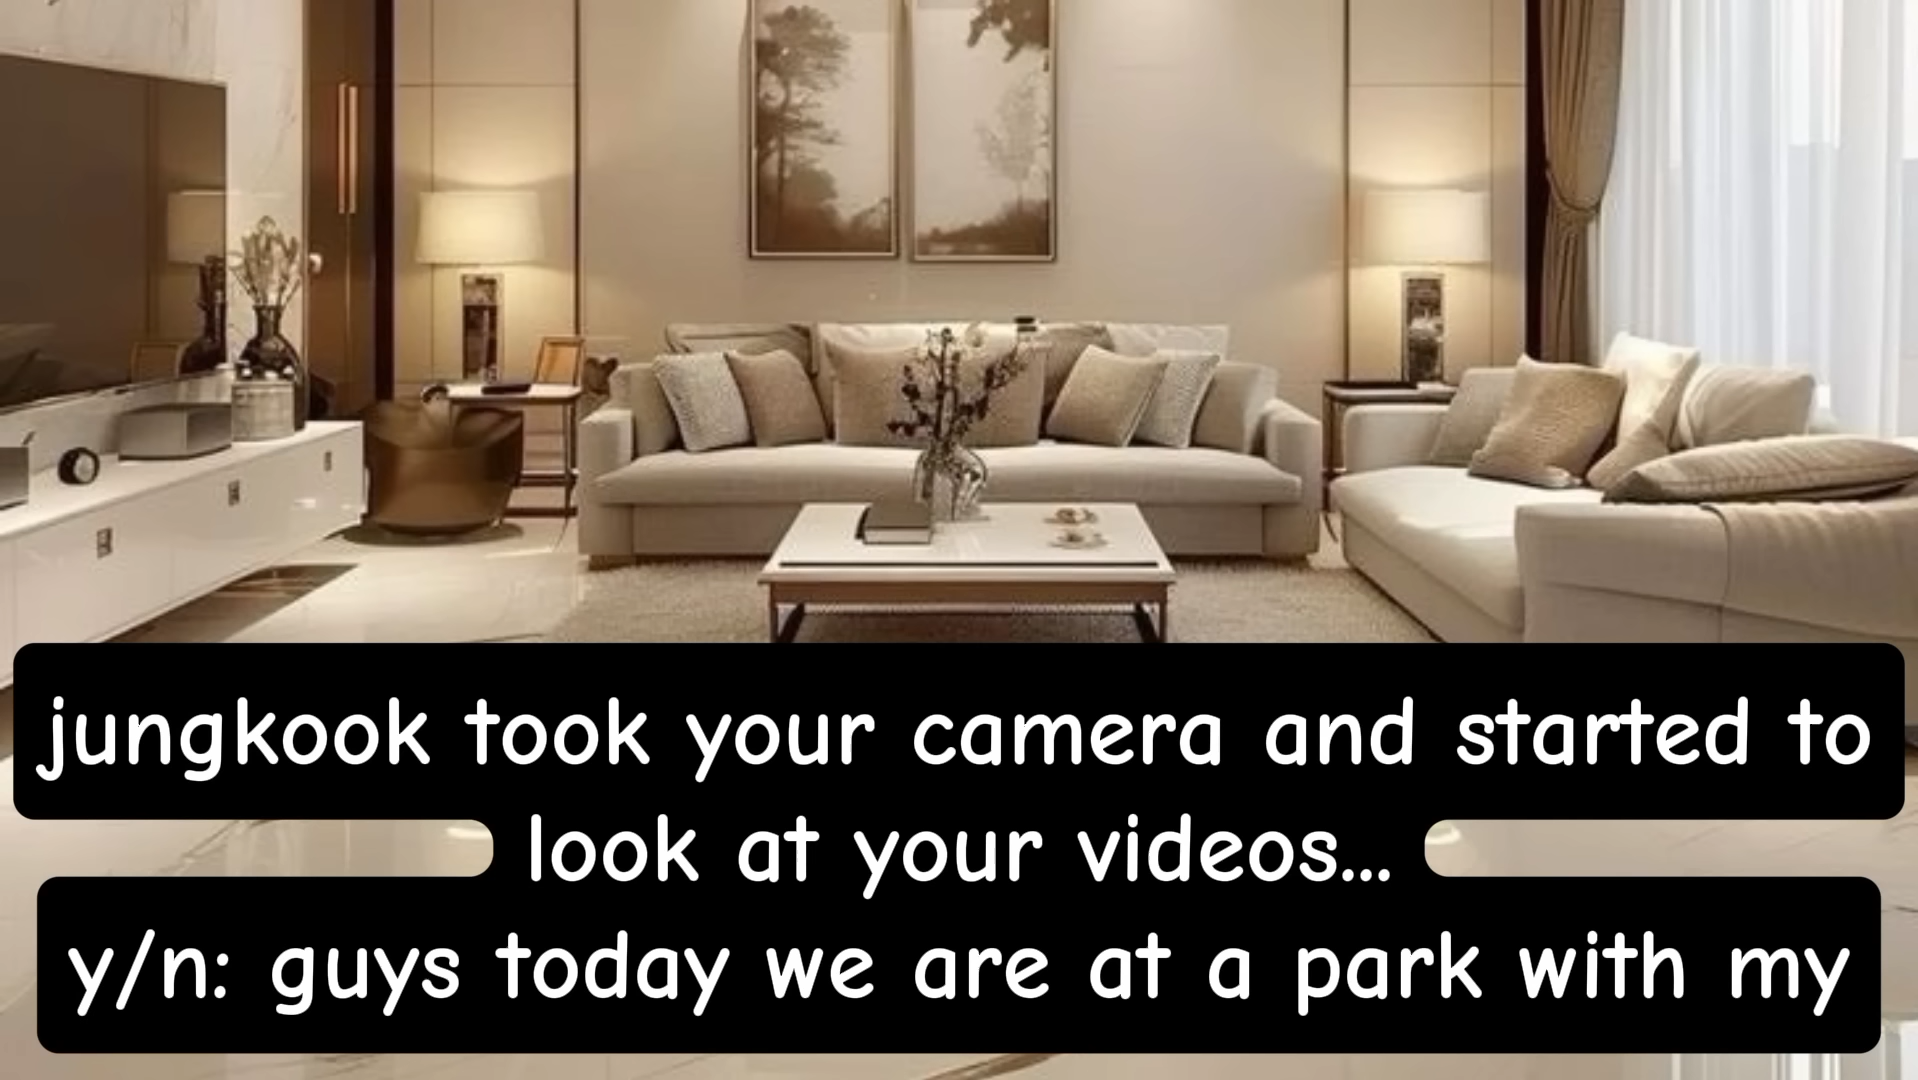 jungkook took your camera and started to
look at your videos...
y/n: guys today we are at a park with my